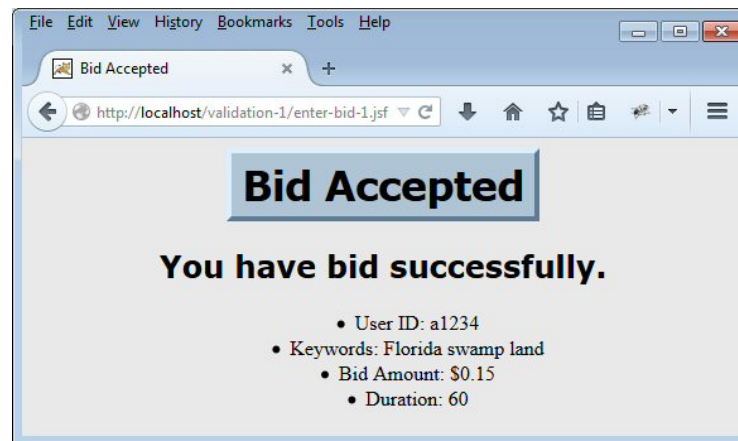 File Edit View History Bookmarks Tools Help
Bid Accepted
http://localhost/validation-1/enter-bid-1.jsf
Bid Accepted
You have bid successfully.
• User ID: a1234
• Keywords: Florida swamp land
• Bid Amount: $0.15
• Duration: 60